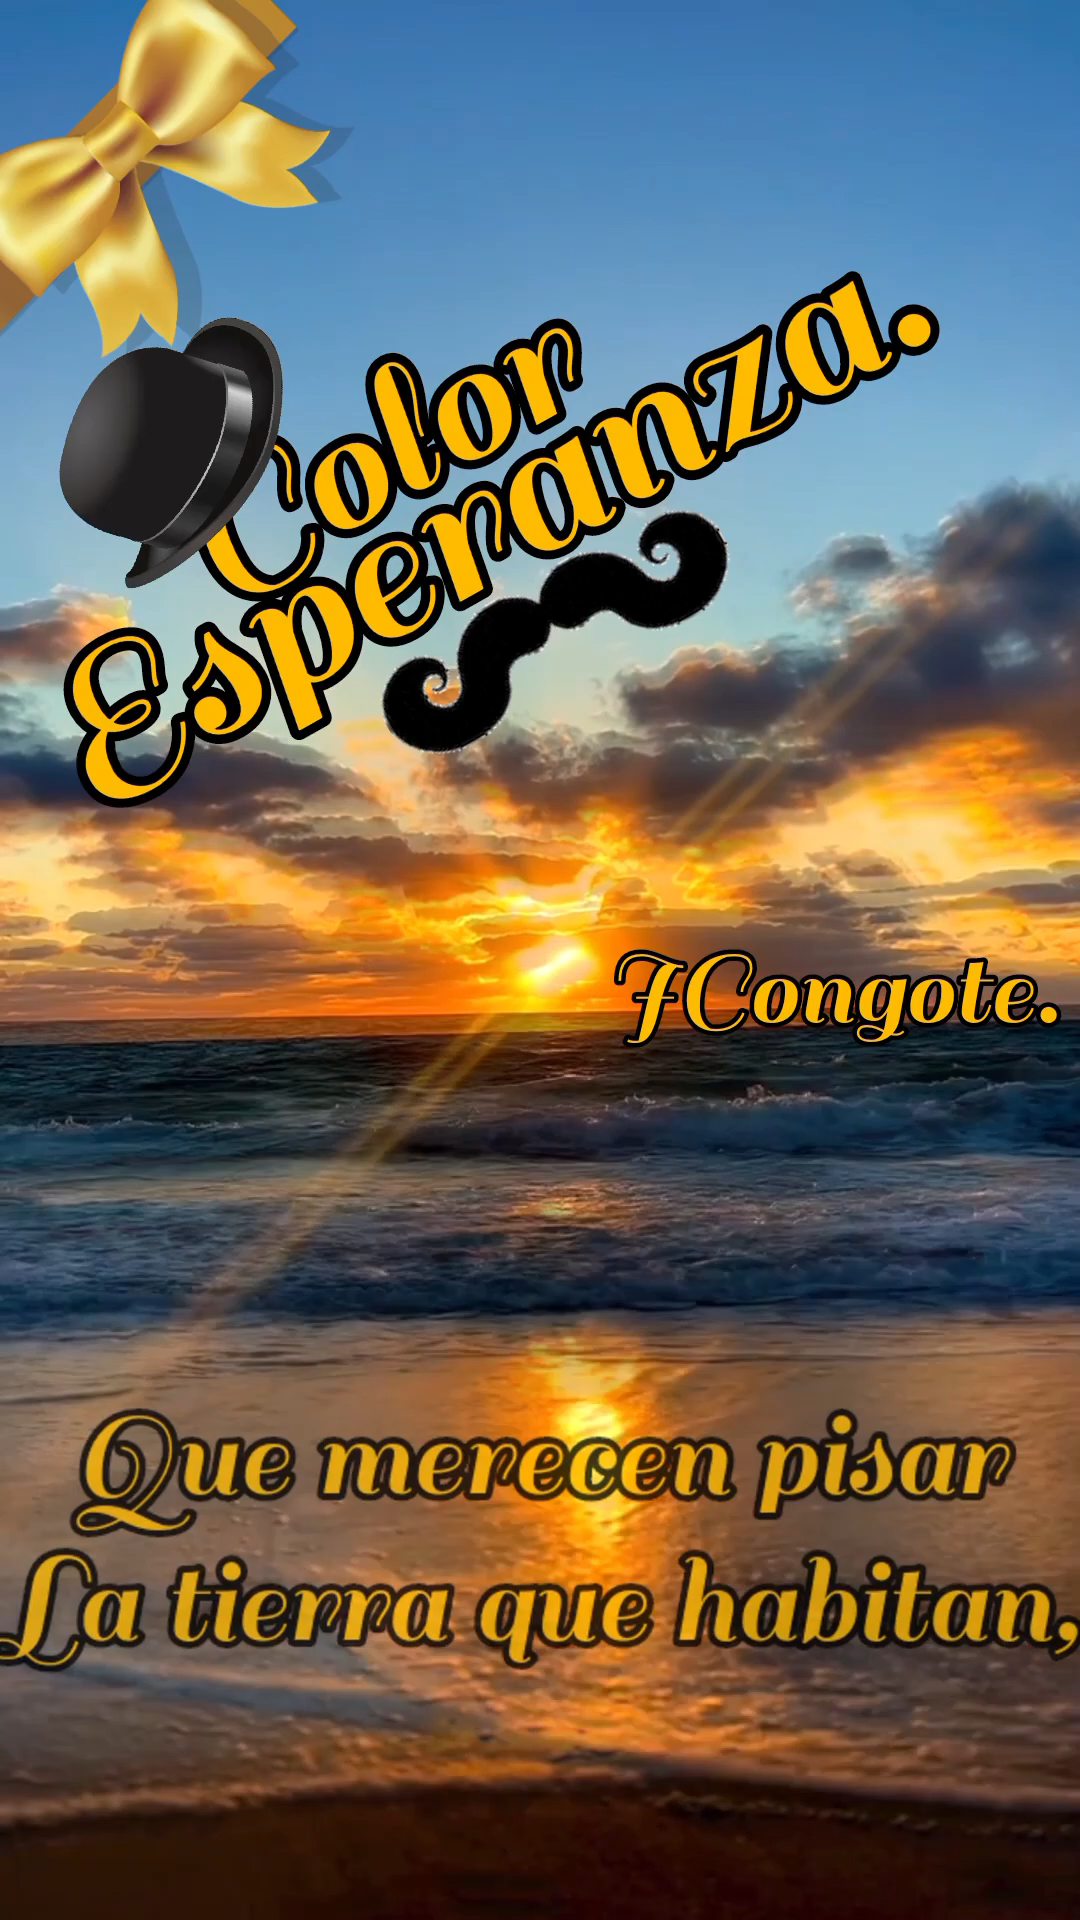 Color
Esperanza.
JCongote.
Que merecen pisar
La tierra que habitan,